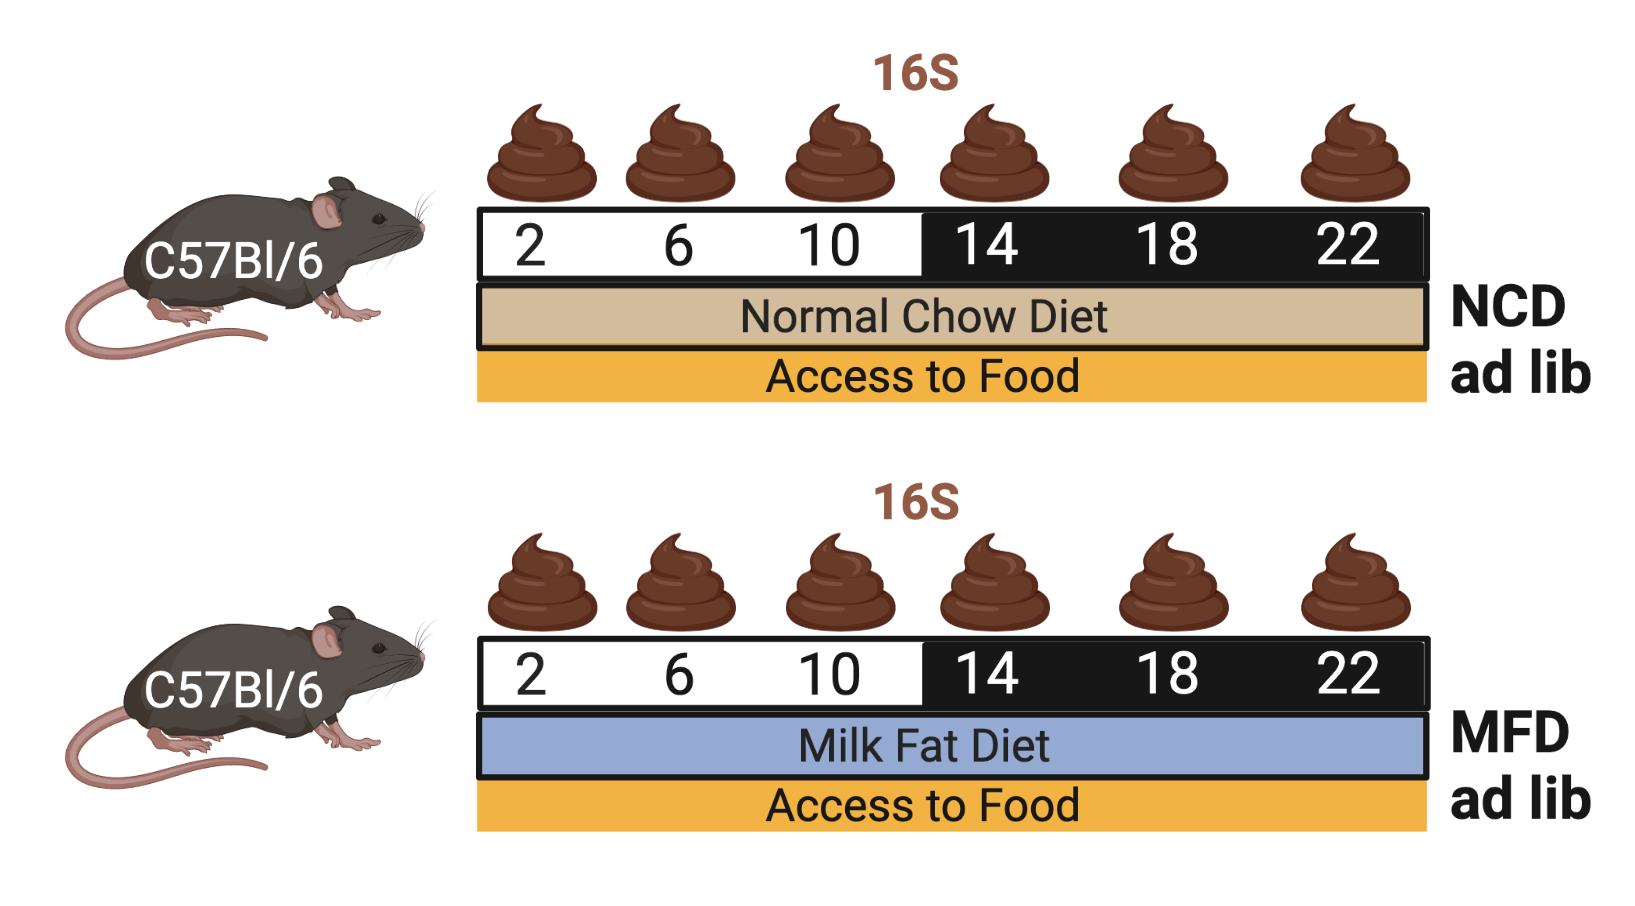 16S
C57Bl/6
2 6 10 14 18 22
Normal Chow Diet
Access to Food
NCD
ad lib
16S
C57Bl/6
2 6 10 14 18 22
Milk Fat Diet
Access to Food
MFD
ad lib